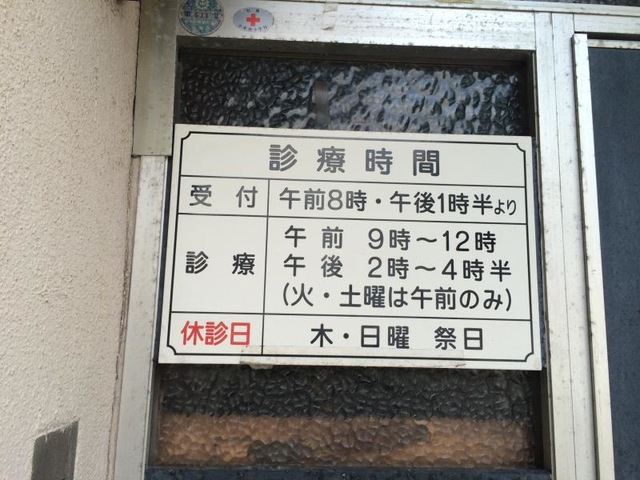 診療時間
受付 午前8時・午後1時半より
診療 午前 9時～12時
午後 2時～4時半
(火・土曜は午前のみ)
休診日 木・日曜 祭日